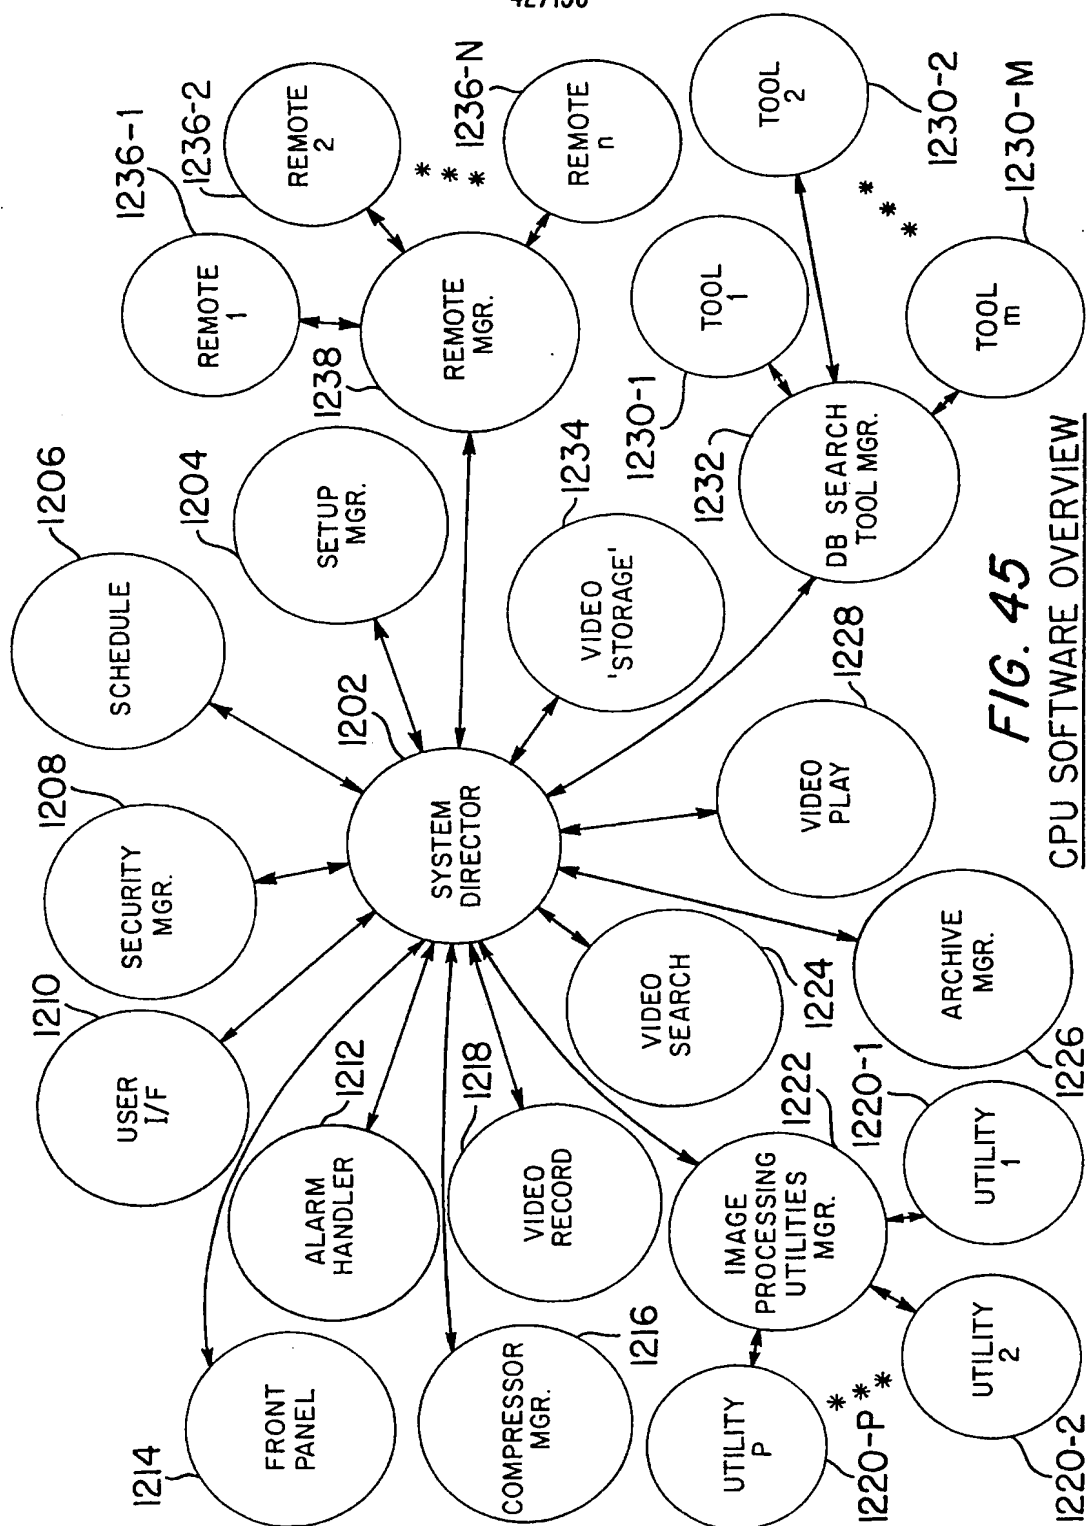 1214
FRONT
PANEL
1210
USER
I/F
1208
SECURITY
MGR.
1206
SCHEDULE
1204
SETUP
MGR.
1236-1
REMOTE
1
1236-2
REMOTE
2
1236-N
REMOTE
n
* * *
1238
REMOTE
MGR.
1212
ALARM
HANDLER
1202
SYSTEM
DIRECTOR
1216
COMPRESSOR
MGR.
1218
VIDEO
RECORD
1234
VIDEO
'STORAGE'
1230-1
TOOL
1
TOOL
2
1230-2
* * *
1232
DB SEARCH
TOOL MGR.
TOOL
m
1230-M
UTILITY
P
1220-P
* * *
1222
IMAGE
PROCESSING
UTILITIES
MGR.
VIDEO
SEARCH
1224
VIDEO
PLAY
1228
UTILITY
2
1220-2
1220-1
UTILITY
1
ARCHIVE
MGR.
1226
FIG. 45
CPU SOFTWARE OVERVIEW